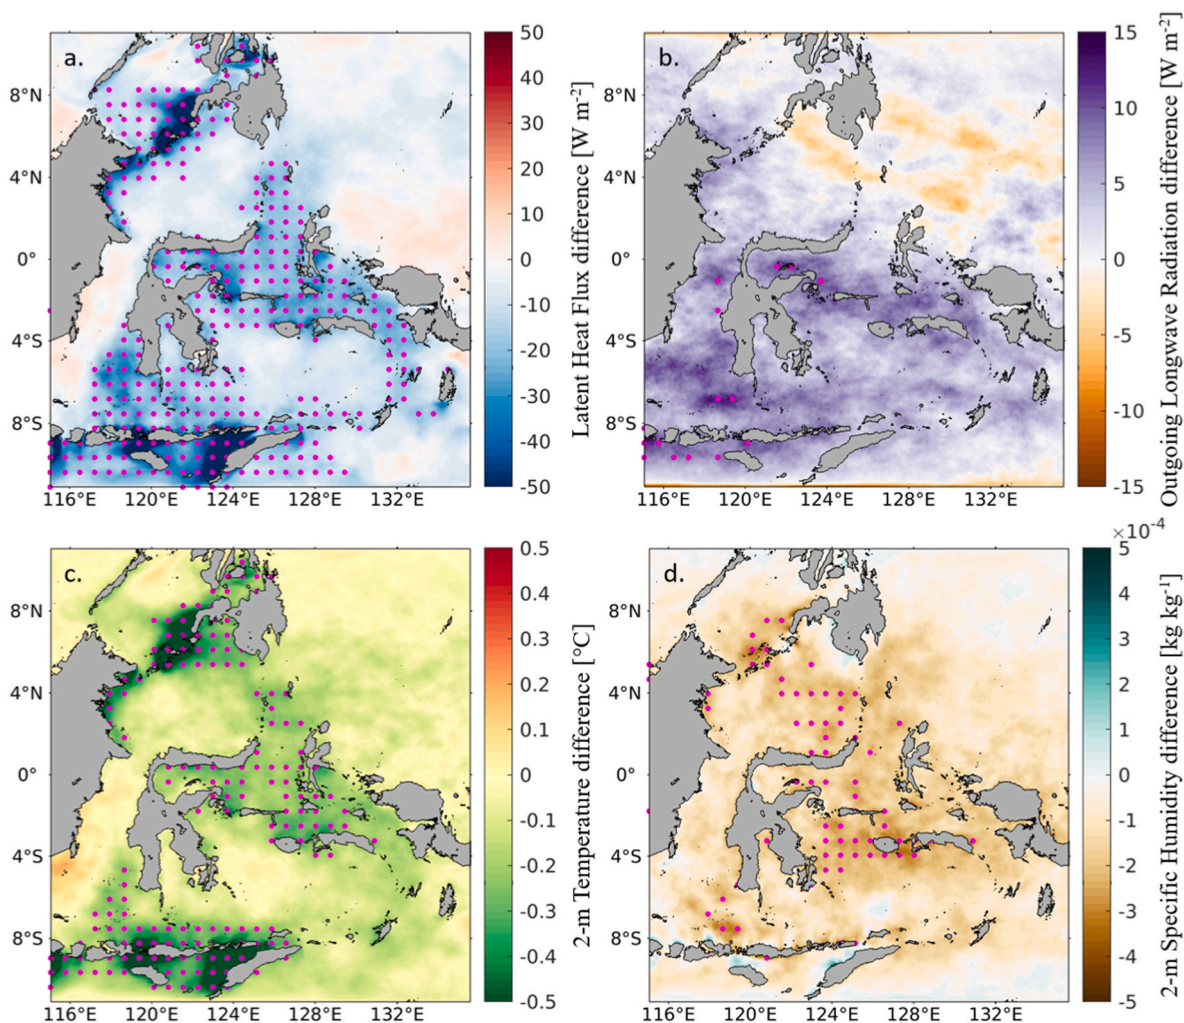 a.
8°N
4°N
0°
4°S
8°S
116°E 120°E 124°E 128°E 132°E
50
40
30
20
10
0
-10
-20
-30
-40
-50
Latent Heat Flux difference [W m⁻²]
b.
8°N
4°N
0°
4°S
8°S
116°E 120°E 124°E 128°E 132°E
15
10
5
0
-5
-10
-15
Outgoing Longwave Radiation difference [W m⁻²]
c.
8°N
4°N
0°
4°S
8°S
116°E 120°E 124°E 128°E 132°E
0.5
0.4
0.3
0.2
0.1
0
-0.1
-0.2
-0.3
-0.4
-0.5
2-m Temperature difference [°C]
d.
8°N
4°N
0°
4°S
8°S
116°E 120°E 124°E 128°E 132°E
×10⁻⁴
5
4
3
2
1
0
-1
-2
-3
-4
-5
2-m Specific Humidity difference [kg kg⁻¹]